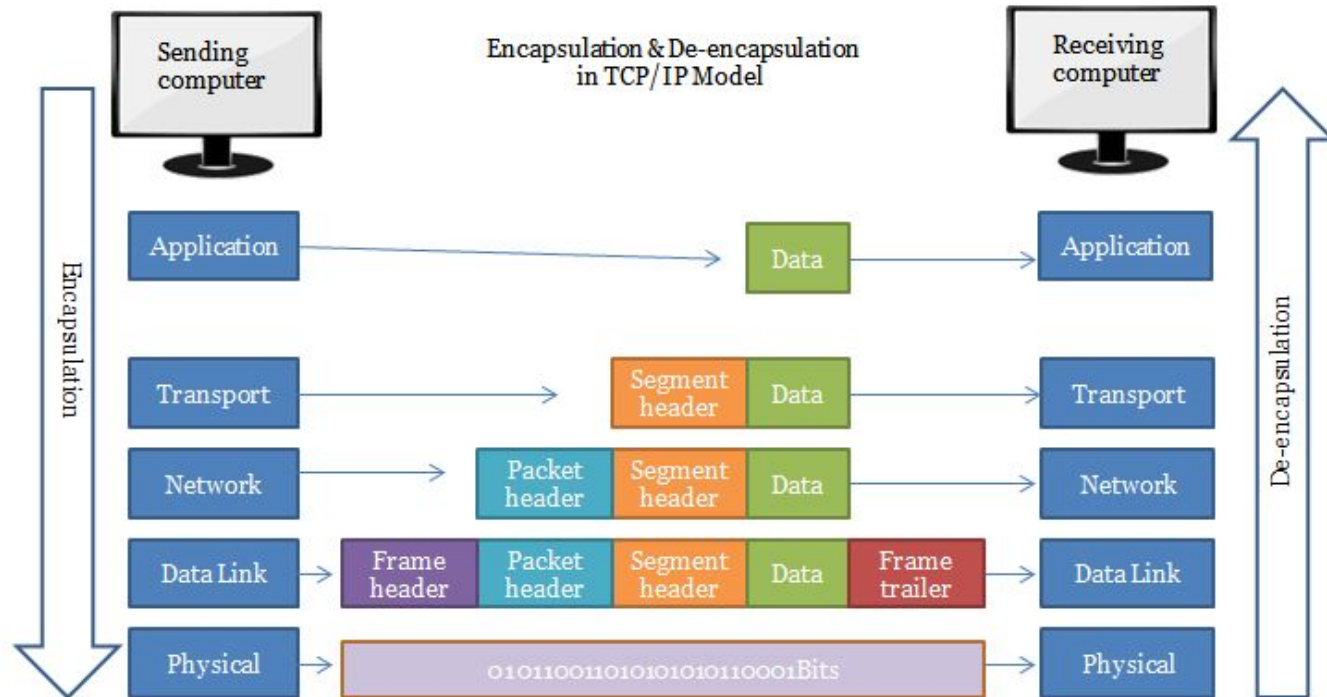 Sending
computer
Encapsulation & De-encapsulation
in TCP/IP Model
Receiving
computer
Encapsulation
De-encapsulation
Application
Data
Application
Transport
Segment
header
Data
Transport
Network
Packet
header
Segment
header
Data
Network
Data Link
Frame
header
Packet
header
Segment
header
Data
Frame
trailer
Data Link
Physical
0101100110101010110001Bits
Physical